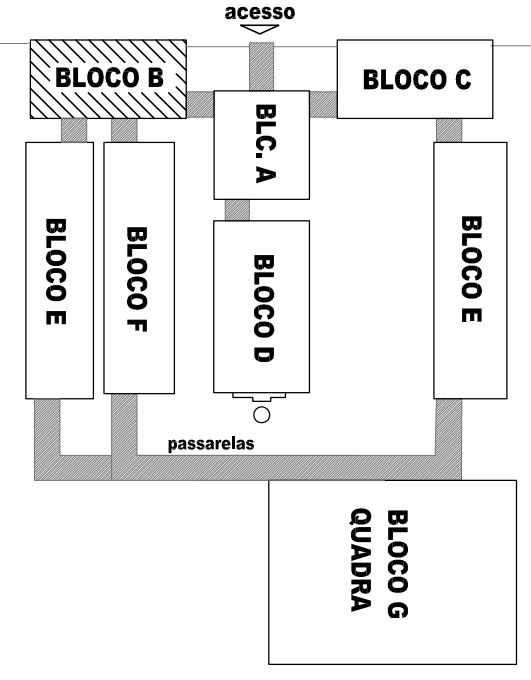 acesso
BLOCO B
BLOCO C
BLC. A
BLOCO E
BLOCO F
BLOCO D
BLOCO E
passarelas
BLOCO G
QUADRA